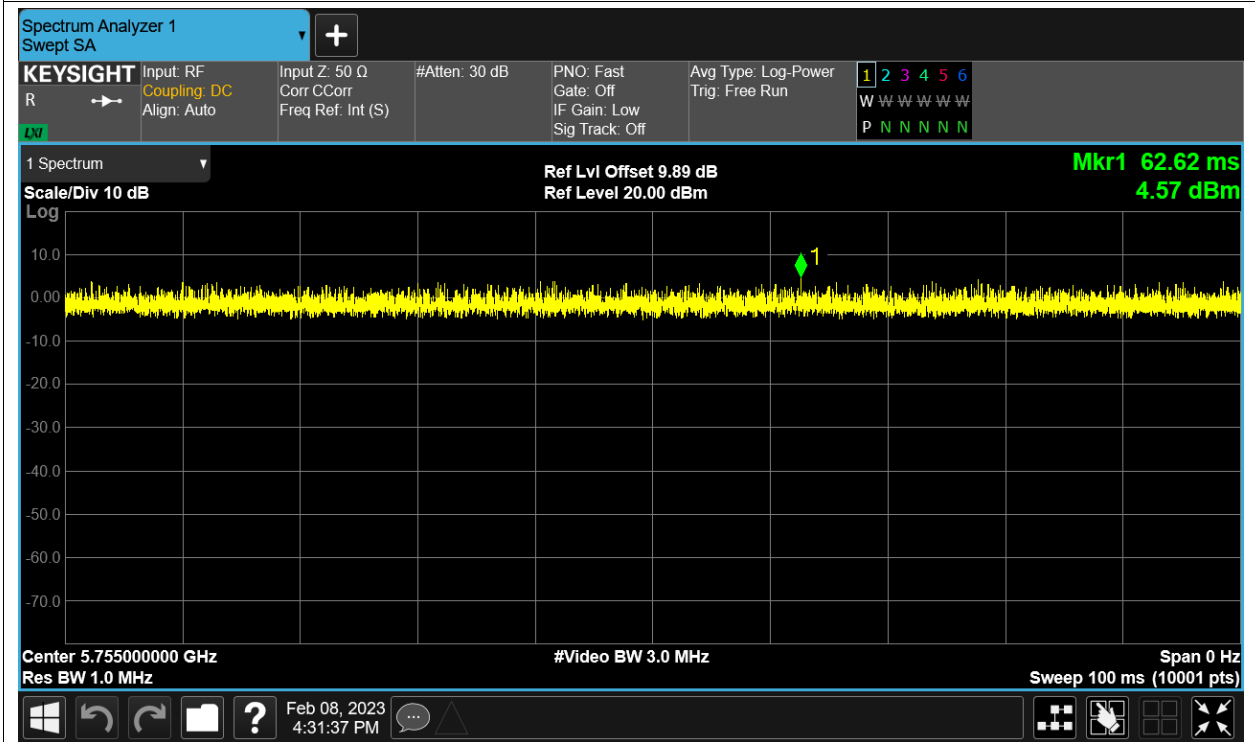 Spectrum Analyzer 1
Swept SA
KEYSIGHT
R
LXI
Input: RF
Coupling: DC
Align: Auto
Input Z: 50 Ω
Corr CCorr
Freq Ref: Int (S)
#Atten: 30 dB
PNO: Fast
Gate: Off
IF Gain: Low
Sig Track: Off
Avg Type: Log-Power
Trig: Free Run
1 2 3 4 5 6
W W W W W W
P N N N N N
1 Spectrum
Scale/Div 10 dB
Log
Ref Lvl Offset 9.89 dB
Ref Level 20.00 dBm
Mkr1 62.62 ms
4.57 dBm
1
10.0
0.00
-10.0
-20.0
-30.0
-40.0
-50.0
-60.0
-70.0
Center 5.755000000 GHz
Res BW 1.0 MHz
#Video BW 3.0 MHz
Span 0 Hz
Sweep 100 ms (10001 pts)
?
Feb 08, 2023
4:31:37 PM